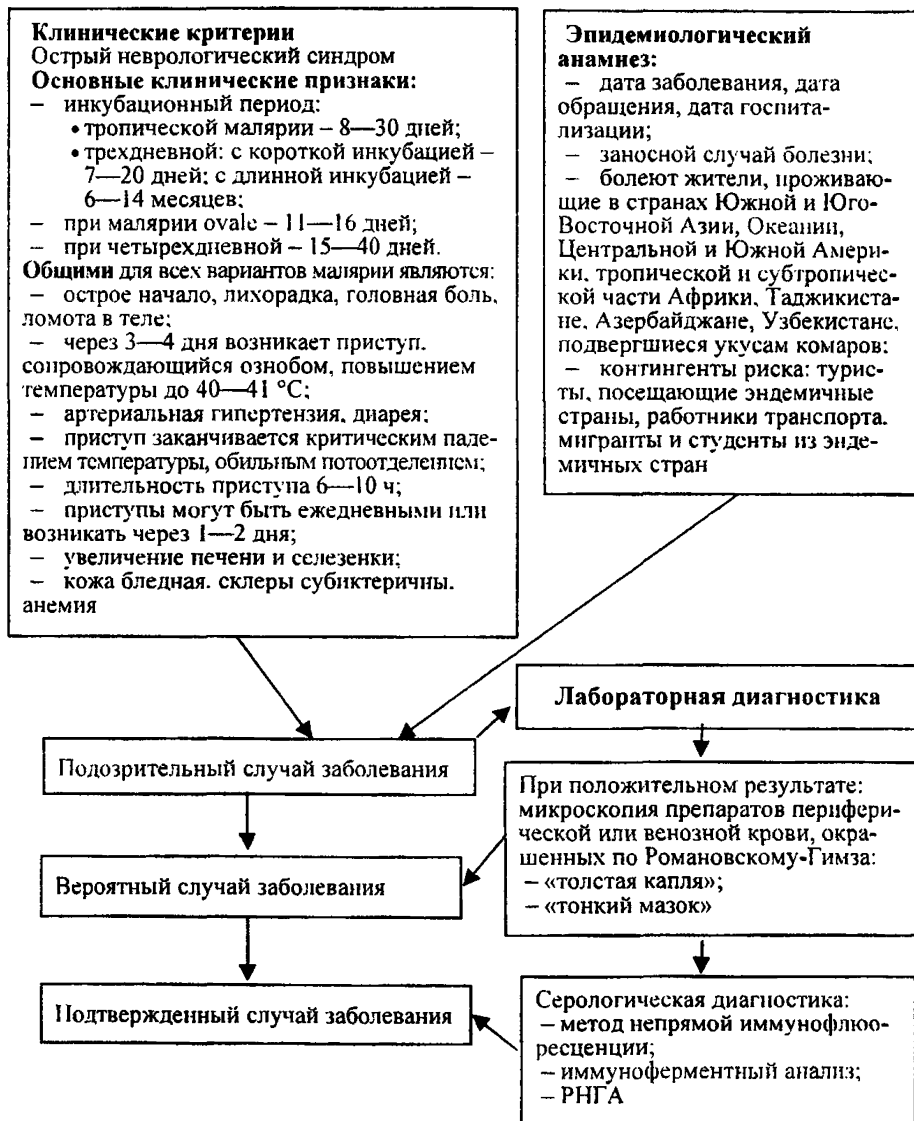 Клинические критерии
Острый неврологический синдром
Основные клинические признаки:
– инкубационный период:
• тропической малярии – 8—30 дней;
• трехдневной: с короткой инкубацией –
7—20 дней; с длинной инкубацией –
6—14 месяцев;
– при малярии ovale – 11—16 дней;
– при четырехдневной – 15—40 дней.
Общими для всех вариантов малярии являются:
– острое начало, лихорадка, головная боль,
ломота в теле;
– через 3—4 дня возникает приступ,
сопровождающийся ознобом, повышением
температуры до 40—41 °С;
– артериальная гипертензия, диарея;
– приступ заканчивается критическим паде-
нием температуры, обильным потоотделением;
– длительность приступа 6—10 ч;
– приступы могут быть ежедневными или
возникать через 1—2 дня;
– увеличение печени и селезенки;
– кожа бледная, склеры субиктеричны,
анемия
Эпидемиологический
анамнез:
– дата заболевания, дата
обращения, дата госпита-
лизации;
– заносной случай болезни;
– болеют жители, проживаю-
щие в странах Южной и Юго-
Восточной Азии, Океании,
Центральной и Южной Амери-
ки, тропической и субтропичес-
кой части Африки, Таджикиста-
не, Азербайджане, Узбекистане,
подвергшиеся укусам комаров;
– контингенты риска: турис-
ты, посещающие эндемичные
страны, работники транспорта,
мигранты и студенты из энде-
мичных стран
Лабораторная диагностика
Подозрительный случай заболевания
При положительном результате:
микроскопия препаратов перифери-
ческой или венозной крови, окра-
шенных по Романовскому-Гимза:
– «толстая капля»;
– «тонкий мазок»
Вероятный случай заболевания
Подтвержденный случай заболевания
Серологическая диагностика:
– метод непрямой иммунофлюо-
ресценции;
– иммуноферментный анализ;
– РНГА